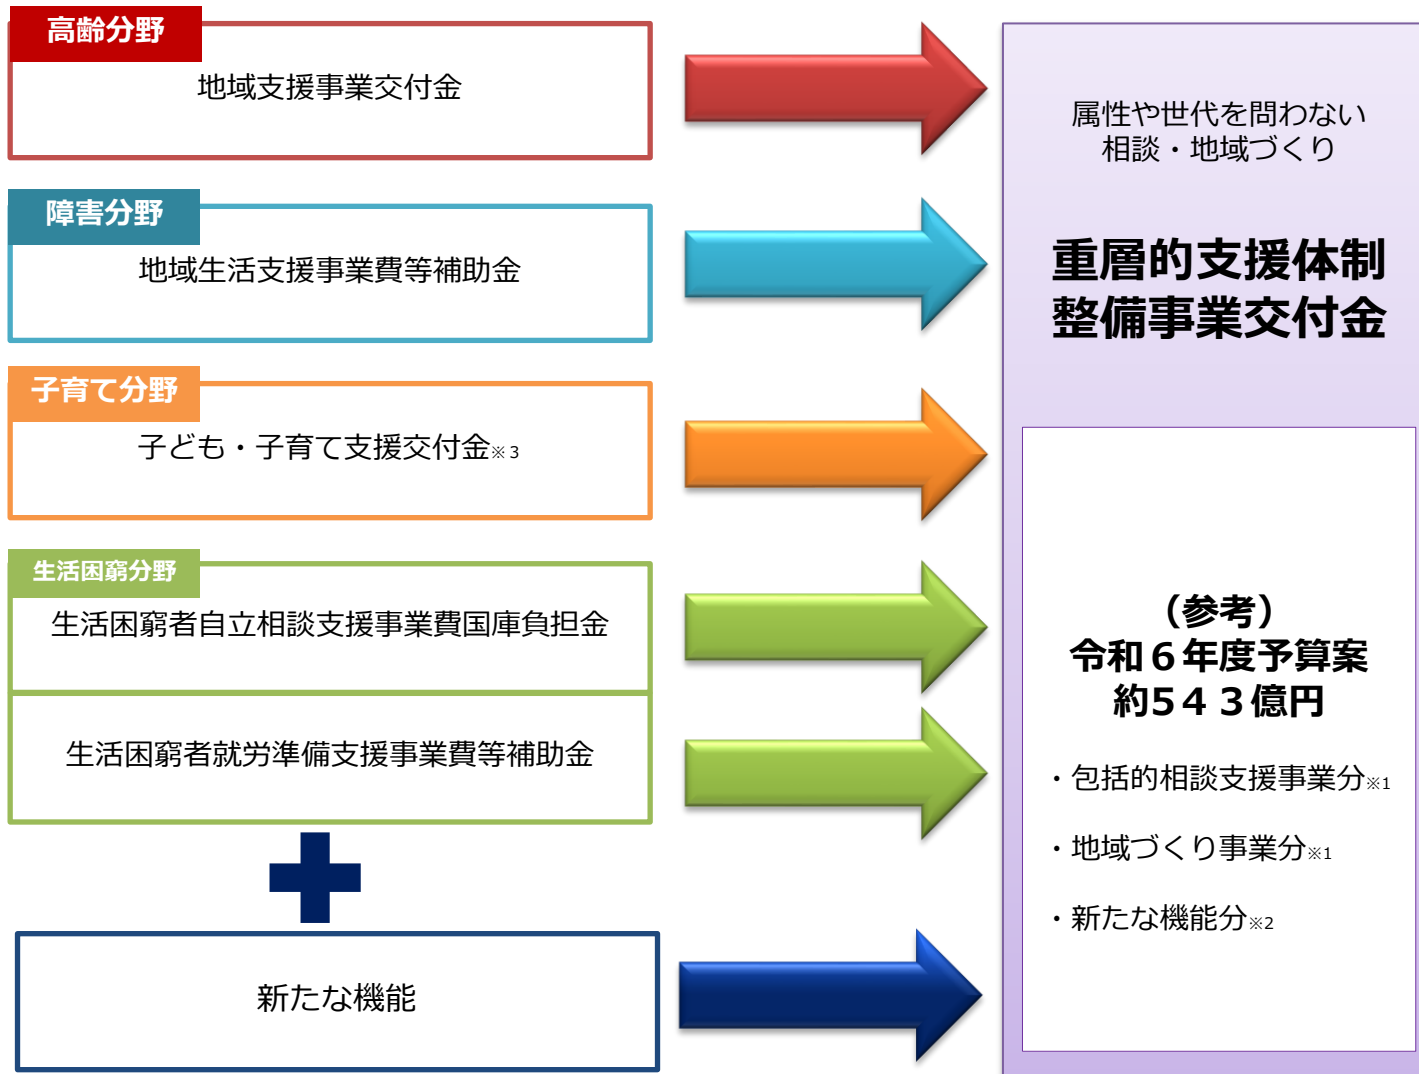 高齢分野
地域支援事業交付金
障害分野
地域生活支援事業費等補助金
子育て分野
子ども・子育て支援交付金※3
生活困窮分野
生活困窮者自立相談支援事業費国庫負担金
生活困窮者就労準備支援事業費等補助金
新たな機能
属性や世代を問わない
相談・地域づくり
重層的支援体制
整備事業交付金
（参考）
令和６年度予算案
約5４３億円
・包括的相談支援事業分※1
・地域づくり事業分※1
・新たな機能分※2